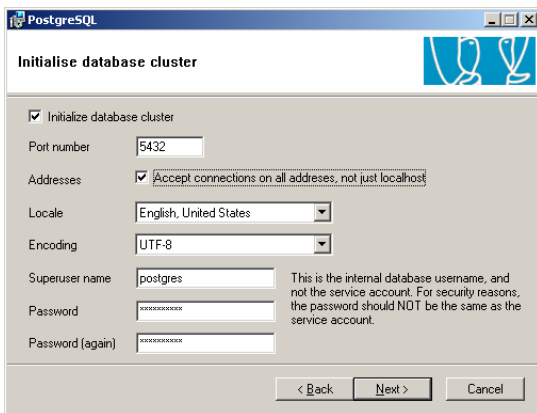 PostgreSQL
Initialise database cluster
Initialize database cluster
Port number 5432
Addresses Accept connections on all addreses, not just localhost
Locale English, United States
Encoding UTF-8
Superuser name postgres
This is the internal database username, and
not the service account. For security reasons,
the password should NOT be the same as the
service account.
Password xxxxxxxxxx
Password (again) xxxxxxxxxx
< Back Next > Cancel